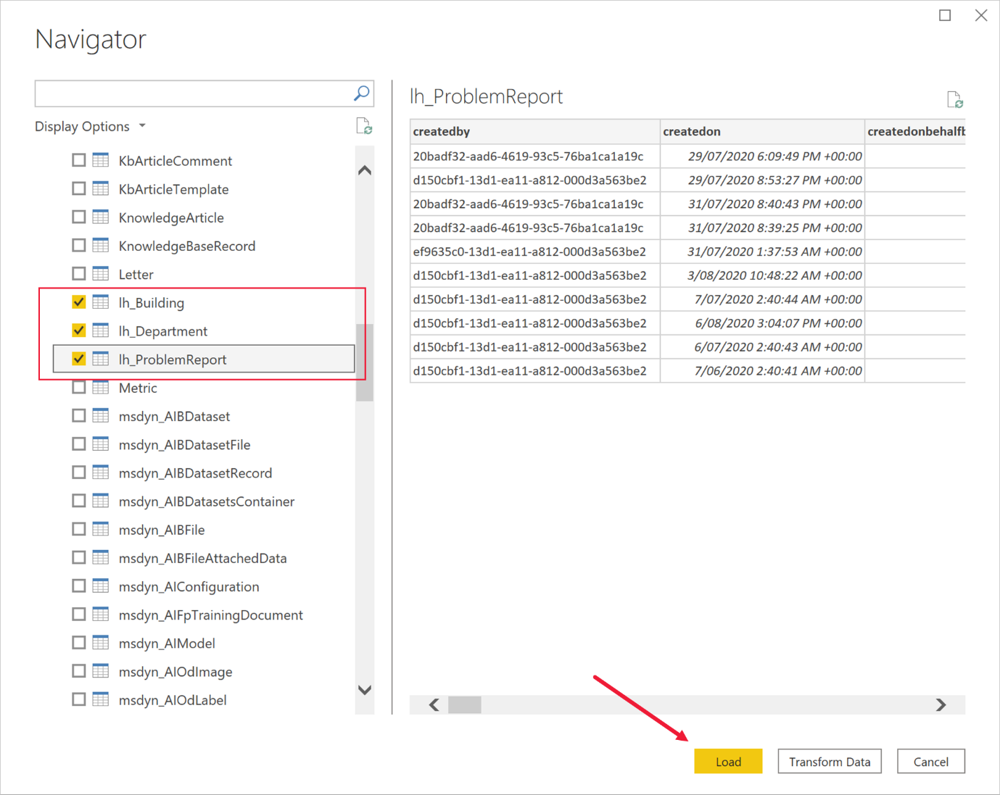 Navigator
Display Options
KbArticleComment
KbArticleTemplate
KnowledgeArticle
KnowledgeBaseRecord
Letter
lh_Building
lh_Department
lh_ProblemReport
Metric
msdyn_AIBDataset
msdyn_AIBDatasetFile
msdyn_AIBDatasetRecord
msdyn_AIBDatasetsContainer
msdyn_AIBFile
msdyn_AIBFileAttachedData
msdyn_AIConfiguration
msdyn_AIFpTrainingDocument
msdyn_AIModel
msdyn_AIOdImage
msdyn_AIOdLabel
lh_ProblemReport
createdby createdon createdonbehalfb
20badf32-aad6-4619-93c5-76ba1ca1a19c 29/07/2020 6:09:49 PM +00:00
d150cbf1-13d1-ea11-a812-000d3a563be2 29/07/2020 8:53:27 PM +00:00
20badf32-aad6-4619-93c5-76ba1ca1a19c 31/07/2020 8:40:43 PM +00:00
20badf32-aad6-4619-93c5-76ba1ca1a19c 31/07/2020 8:39:25 PM +00:00
ef9635c0-13d1-ea11-a812-000d3a563be2 31/07/2020 1:37:53 AM +00:00
d150cbf1-13d1-ea11-a812-000d3a563be2 3/08/2020 10:48:22 AM +00:00
d150cbf1-13d1-ea11-a812-000d3a563be2 7/07/2020 2:40:44 AM +00:00
d150cbf1-13d1-ea11-a812-000d3a563be2 6/08/2020 3:04:07 PM +00:00
d150cbf1-13d1-ea11-a812-000d3a563be2 6/07/2020 2:40:43 AM +00:00
d150cbf1-13d1-ea11-a812-000d3a563be2 7/06/2020 2:40:41 AM +00:00
Load Transform Data Cancel